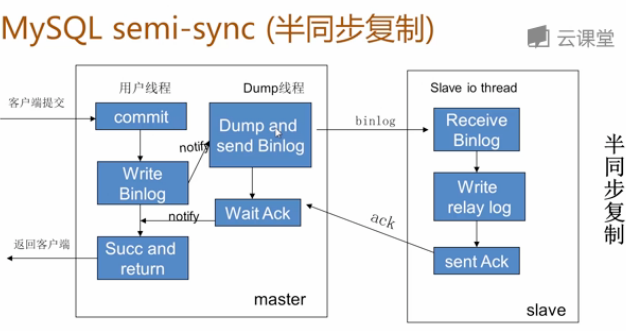 MySQL semi-sync (半同步复制)
云课堂
用户线程
Dump线程
Slave io thread
客户端提交
commit
Dump and
send Binlog
binlog
Receive
Binlog
notify
Write
Binlog
Write
relay log
notify
Wait Ack
ack
返回客户端
Succ and
return
sent Ack
master
slave
半同步复制